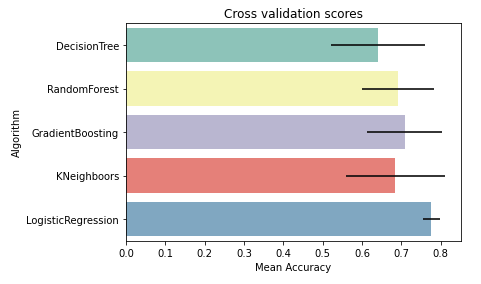 Cross validation scores
DecisionTree
RandomForest
GradientBoosting
KNeighboors
LogisticRegression
Algorithm
0.0 0.1 0.2 0.3 0.4 0.5 0.6 0.7 0.8
Mean Accuracy